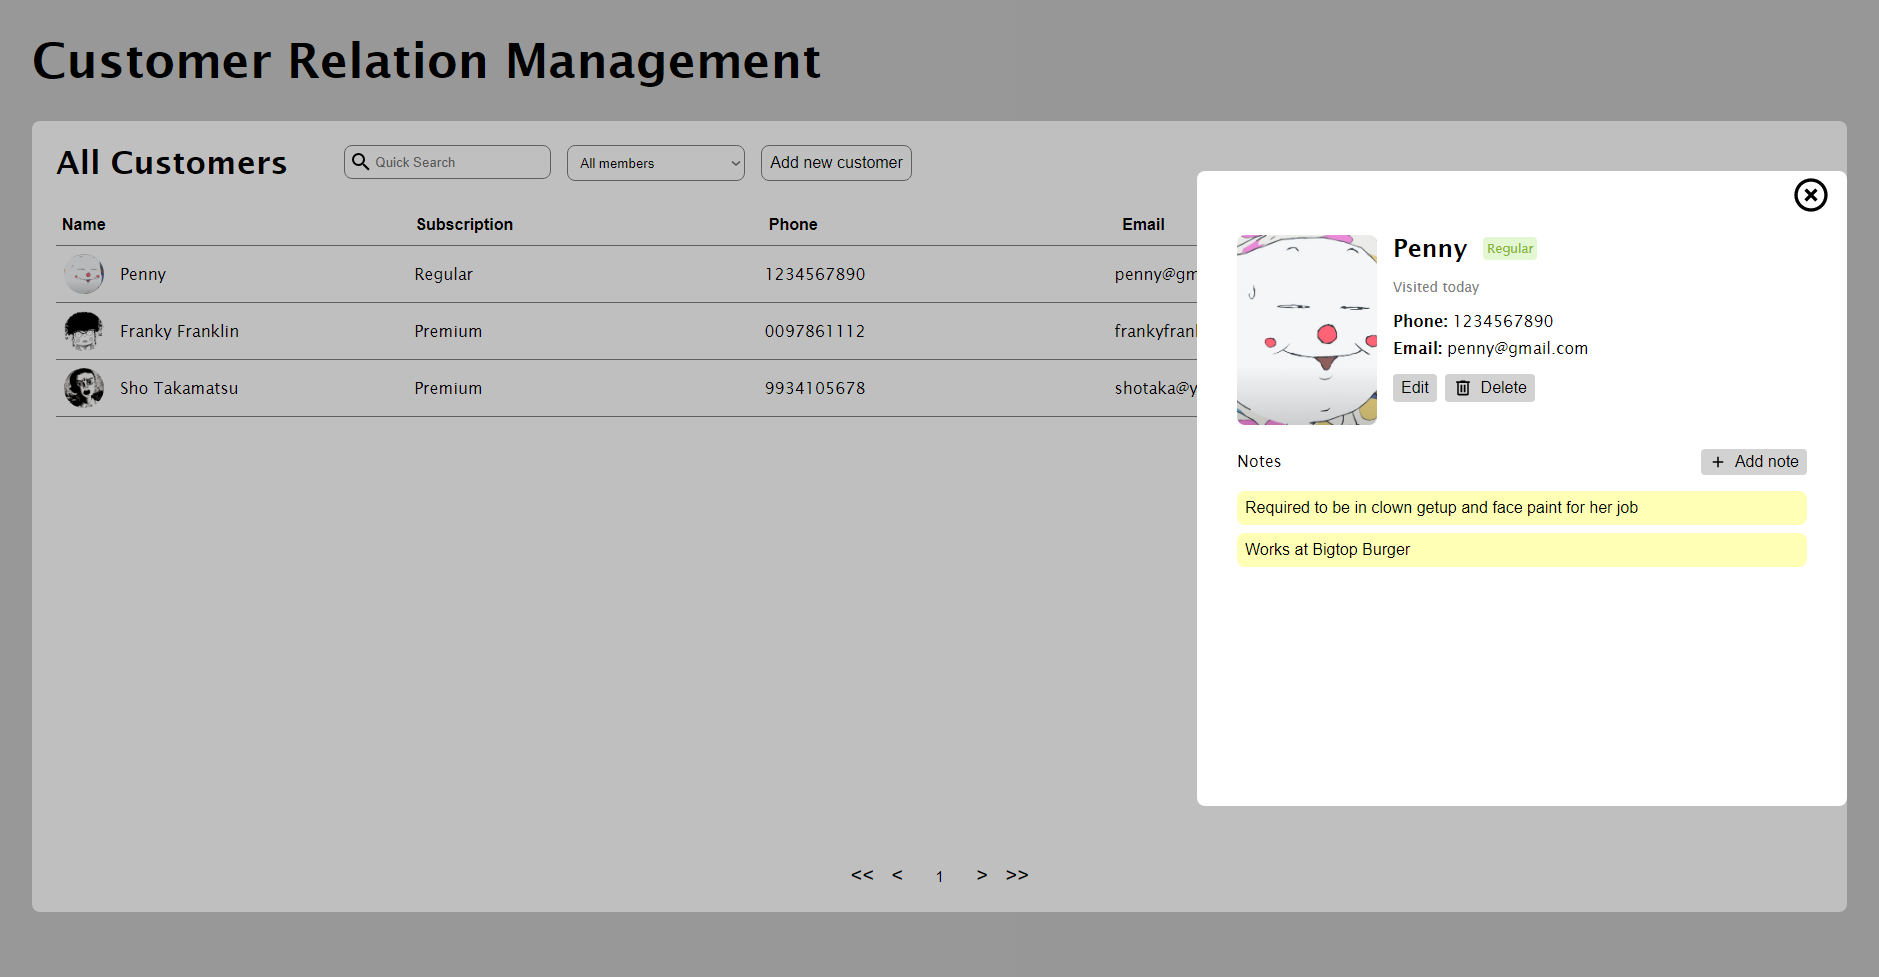 Customer Relation Management
All Customers
Quick Search
All members
Add new customer
Name Subscription Phone Email
Penny Regular 1234567890 penny@gm
Franky Franklin Premium 0097861112
Sho Takamatsu Premium 9934105678 shotaka@y
<< < 1 > >>
Penny Regular
Visited today
Phone: 1234567890
Email: penny@gmail.com
Edit Delete
Notes
+ Add note
Required to be in clown getup and face paint for her job
Works at Bigtop Burger